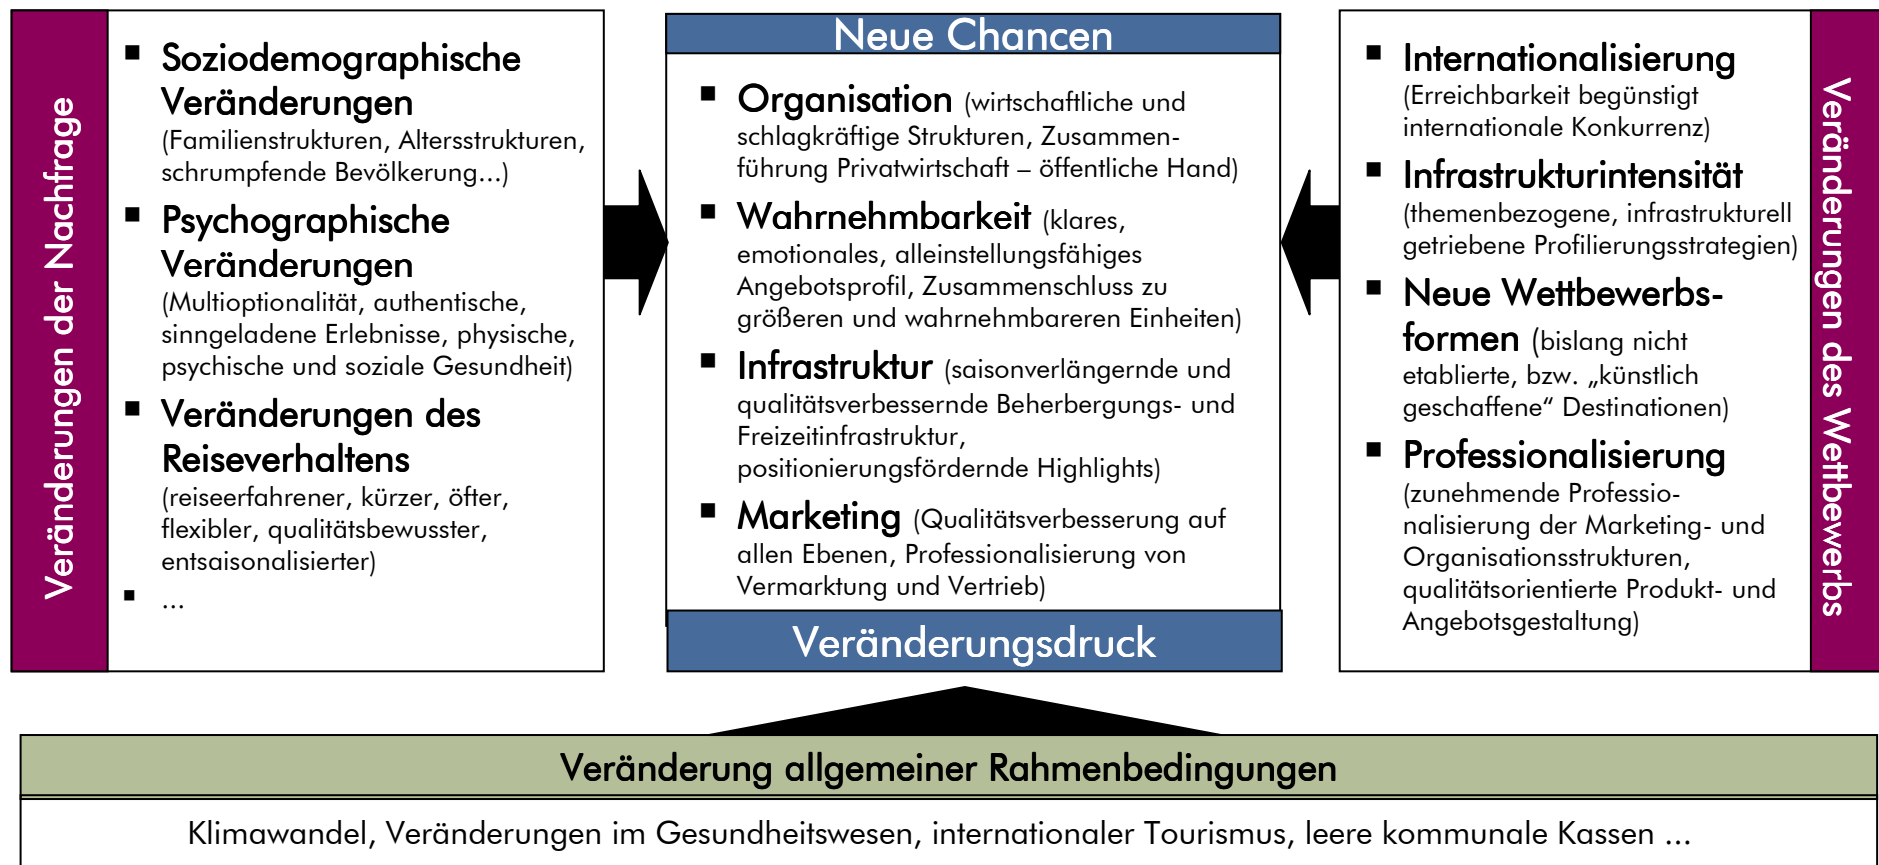 Veränderungen der Nachfrage
▪ Soziodemographische
Veränderungen
(Familienstrukturen, Altersstrukturen,
schrumpfende Bevölkerung...)
▪ Psychographische
Veränderungen
(Multioptionalität, authentische,
sinngeladene Erlebnisse, physische,
psychische und soziale Gesundheit)
▪ Veränderungen des
Reiseverhaltens
(reiseerfahrener, kürzer, öfter,
flexibler, qualitätsbewusster,
entsaisonalisierter)
▪ ...
Neue Chancen
▪ Organisation (wirtschaftliche und
schlagkräftige Strukturen, Zusammen-
führung Privatwirtschaft – öffentliche Hand)
▪ Wahrnehmbarkeit (klares,
emotionales, alleinstellungsfähiges
Angebotsprofil, Zusammenschluss zu
größeren und wahrnehmbareren Einheiten)
▪ Infrastruktur (saisonverlängernde und
qualitätsverbessernde Beherbergungs- und
Freizeitinfrastruktur,
positionierungsfördernde Highlights)
▪ Marketing (Qualitätsverbesserung auf
allen Ebenen, Professionalisierung von
Vermarktung und Vertrieb)
Veränderungsdruck
▪ Internationalisierung
(Erreichbarkeit begünstigt
internationale Konkurrenz)
▪ Infrastrukturintensität
(themenbezogene, infrastrukturell
getriebene Profilierungsstrategien)
▪ Neue Wettbewerbs-
formen (bislang nicht
etablierte, bzw. „künstlich
geschaffene“ Destinationen)
▪ Professionalisierung
(zunehmende Professio-
nalisierung der Marketing- und
Organisationsstrukturen,
qualitätsorientierte Produkt- und
Angebotsgestaltung)
Veränderungen des Wettbewerbs
Veränderung allgemeiner Rahmenbedingungen
Klimawandel, Veränderungen im Gesundheitswesen, internationaler Tourismus, leere kommunale Kassen ...